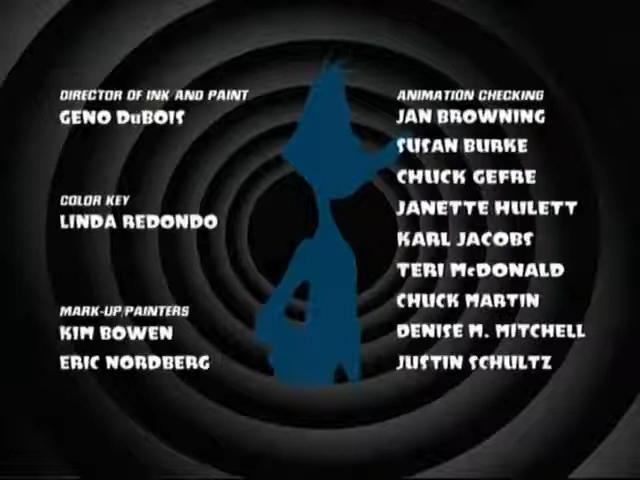 DIRECTOR OF INK AND PAINT
GENO DuBOIS
COLOR KEY
LINDA REDONDO
MARK-UP PAINTERS
KIM BOWEN
ERIC NORDBERG
ANIMATION CHECKING
JAN BROWNING
SUSAN BURKE
CHUCK GEFRE
JANETTE HULETT
KARL JACOBS
TERI McDONALD
CHUCK MARTIN
DENISE M. MITCHELL
JUSTIN SCHULTZ